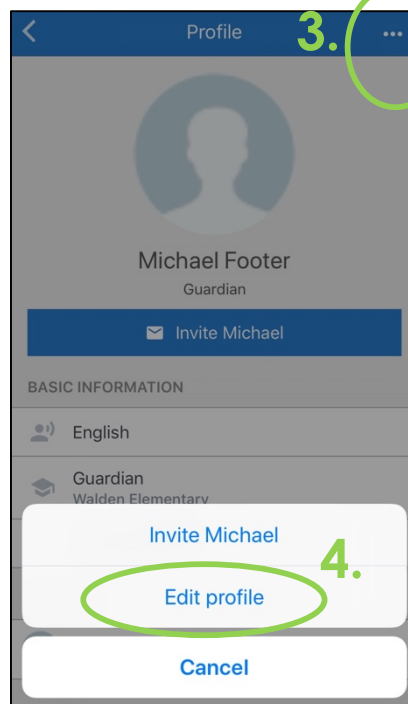 Profile
3.
Michael Footer
Guardian
Invite Michael
BASIC INFORMATION
English
Guardian
Walden Elementary
Invite Michael
4.
Edit profile
Cancel